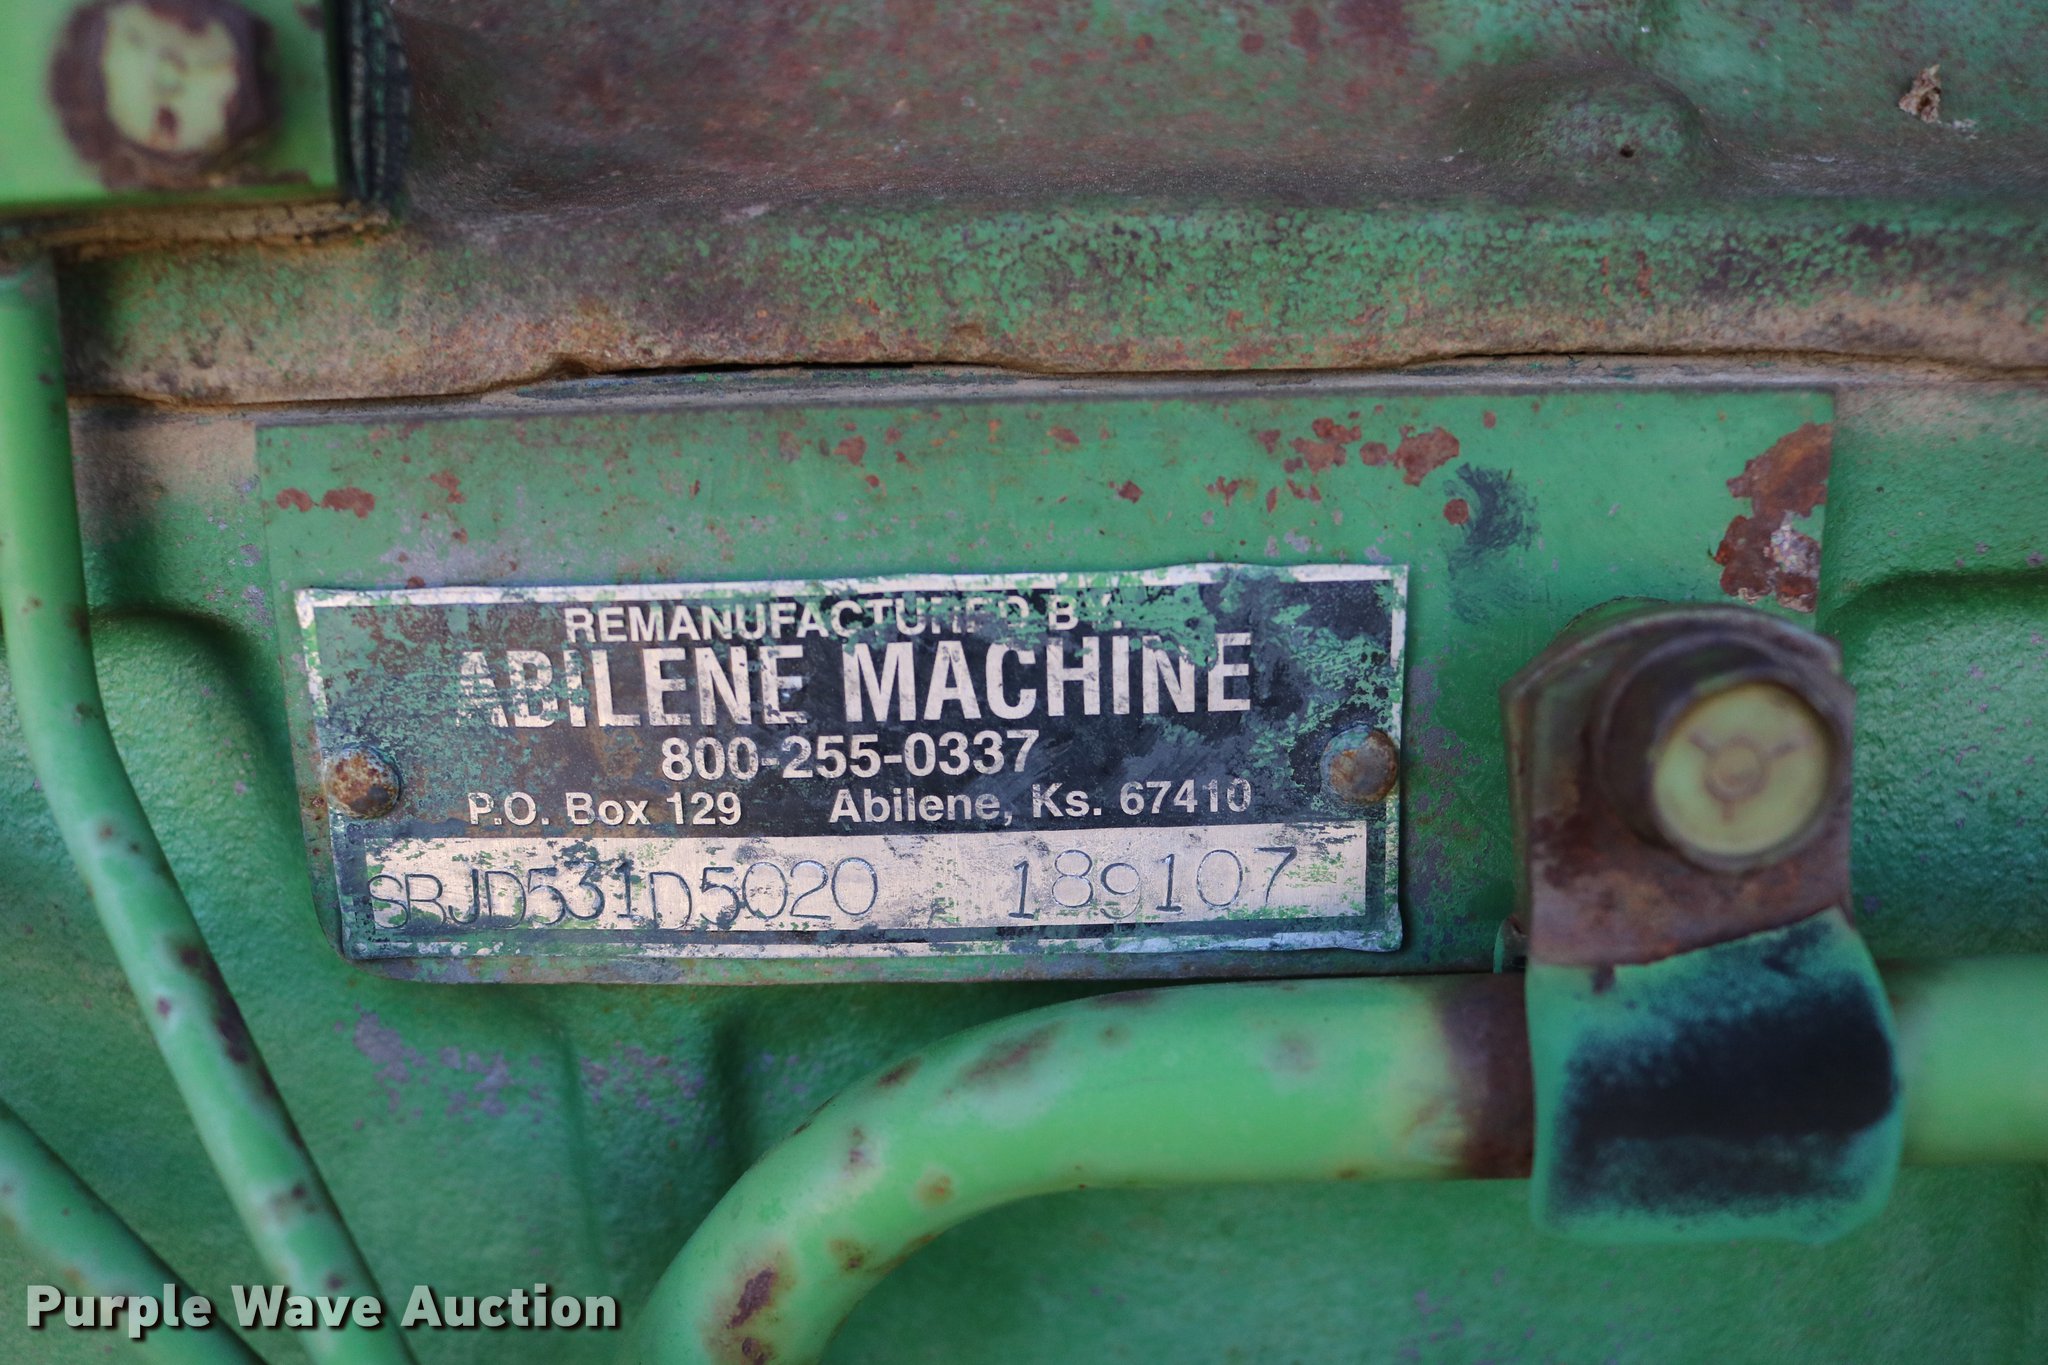 REMANUFACTURED BY:
ABILENE MACHINE
800-255-0337
P.O. Box 129 Abilene, Ks. 67410
SBJD531D5020 189107
Purple Wave Auction